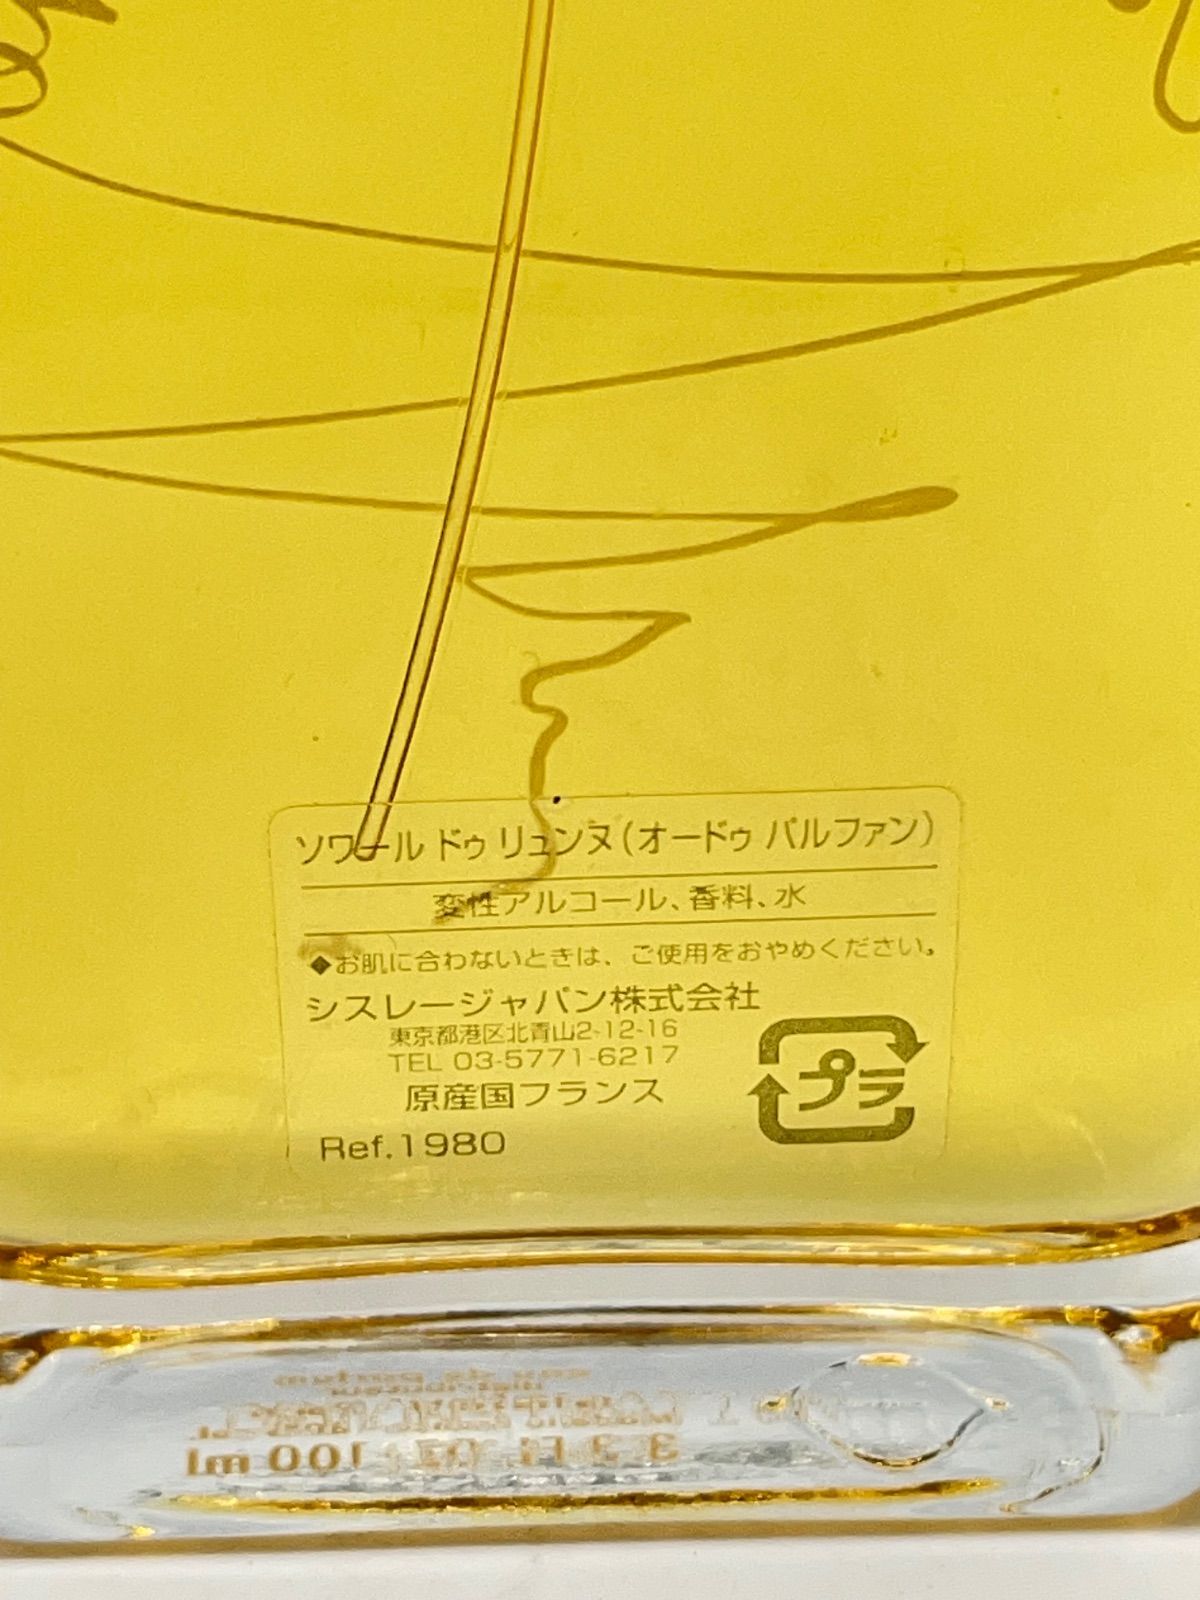 ソワール ドゥ リュンヌ(オードゥ パルファン)
変性アルコール、香料、水
◆お肌に合わないときは、ご使用をおやめください。
シスレージャパン株式会社
東京都港区北青山2-12-16
TEL 03-5771-6217
原産国フランス
プラ
Ref.1980
100 ml